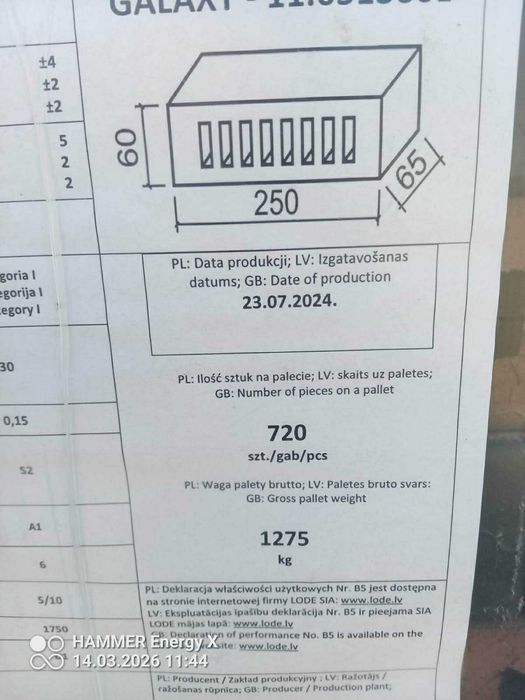 ±4
±2
±2
5
2
2
60
250
65
goria I
egorija I
egory I
30
0,15
S2
A1
6
5/10
1750
PL: Data produkcji; LV: Izgatavošanas
datums; GB: Date of production
23.07.2024.
PL: Ilość sztuk na palecie; LV: skaits uz paletes;
GB: Number of pieces on a pallet
720
szt./gab/pcs
PL: Waga palety brutto; LV: Paletes bruto svars:
GB: Gross pallet weight
1275
kg
PL: Deklaracja właściwości użytkowych Nr. B5 jest dostępna
na stronie internetowej firmy LODE SIA: www.lode.lv
LV: Ekspluatācijas īpašību deklarācija Nr. B5 ir pieejama SIA
LODE mājas lapā: www.lode.lv
GB: Declaration of performance No. B5 is available on the
website: www.lode.lv
PL: Producent / Zakład produkcyjny ; LV: Ražotājs /
ražošanas rūpnīca; GB: Producer / Production plant;
HAMMER Energy X
14.03.2026 11:44